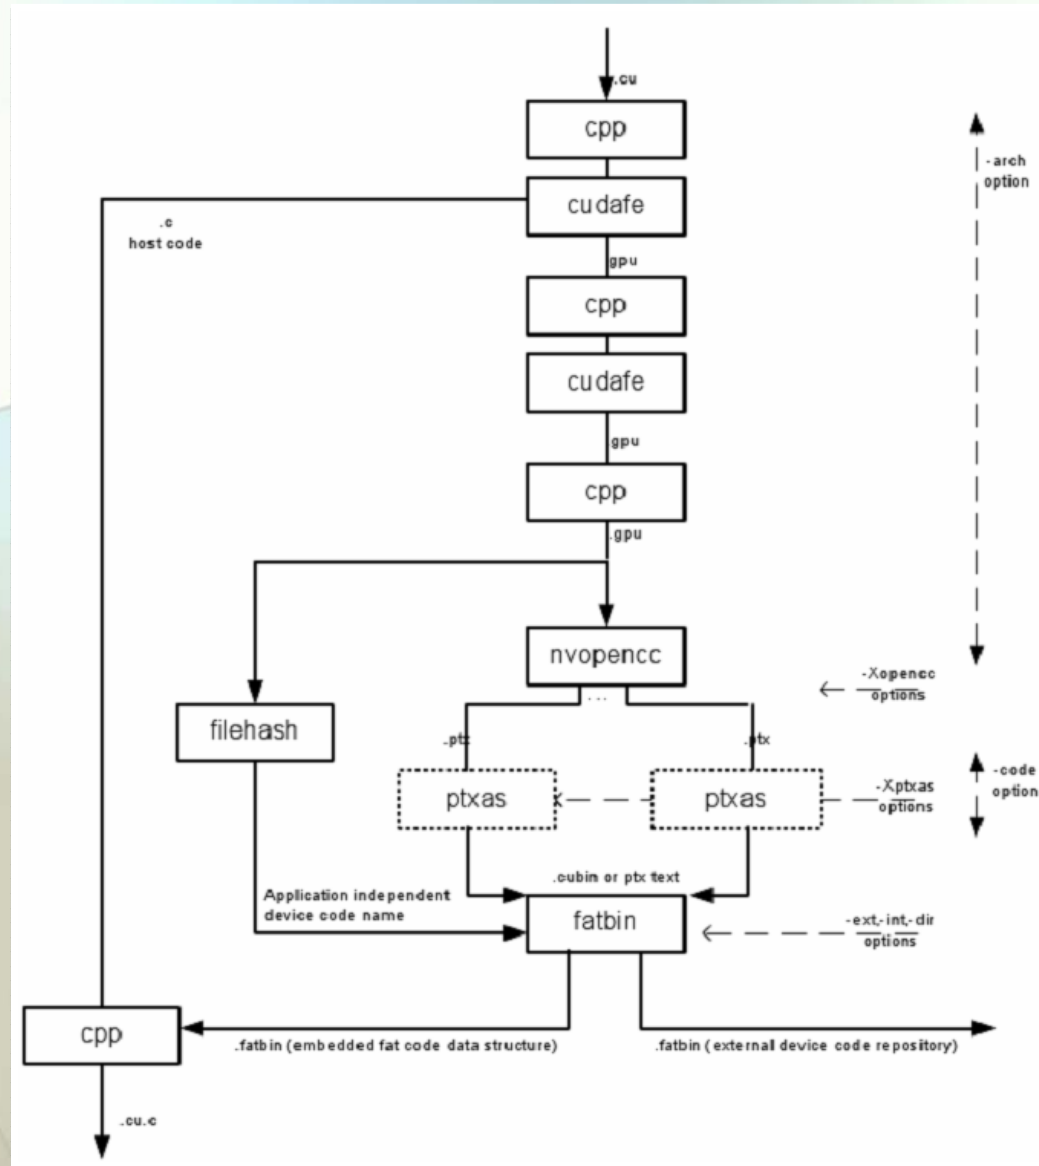 .cu
cpp
-arch
option
cudafe
.c
host code
gpu
cpp
cudafe
gpu
cpp
.gpu
nvopencc
...
-Xopencc
options
filehash
.ptx
.ptx
ptxas
ptxas
-Xptxas
options
-code
option
.cubin or ptx text
Application independent
device code name
fatbin
-ext,-int,-dir
options
cpp
.fatbin (embedded fat code data structure)
.fatbin (external device code repository)
.cu.c